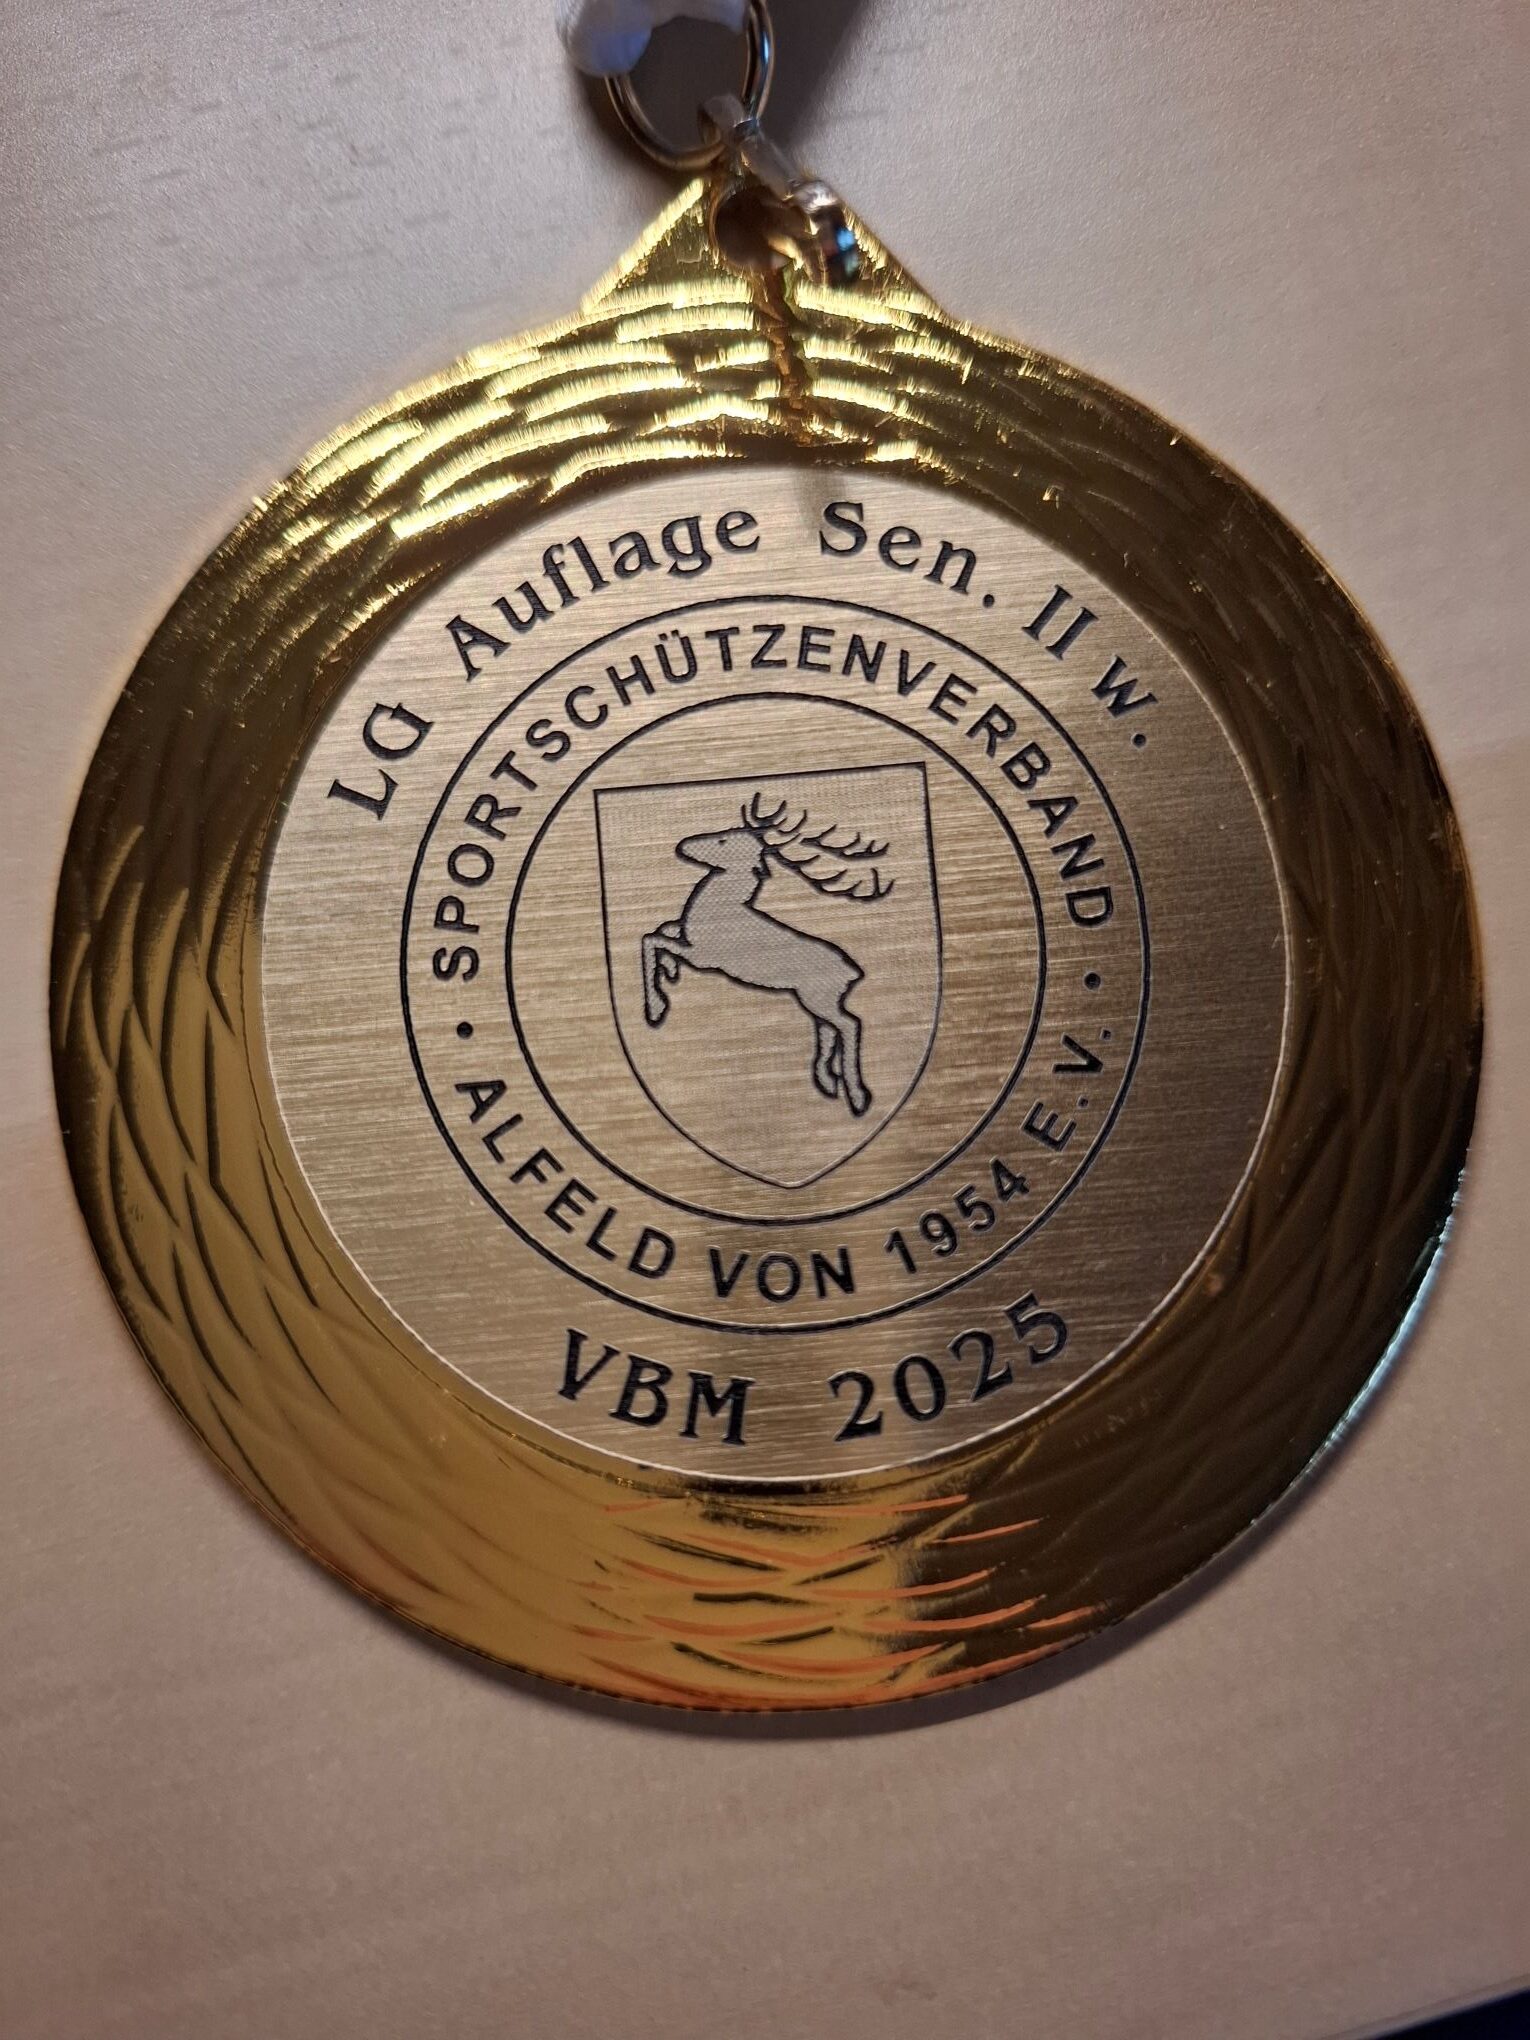 LG Auflage Sen. II w.
• SPORTSCHÜTZENVERBAND •
ALFELD VON 1954 E.V.
VBM 2025